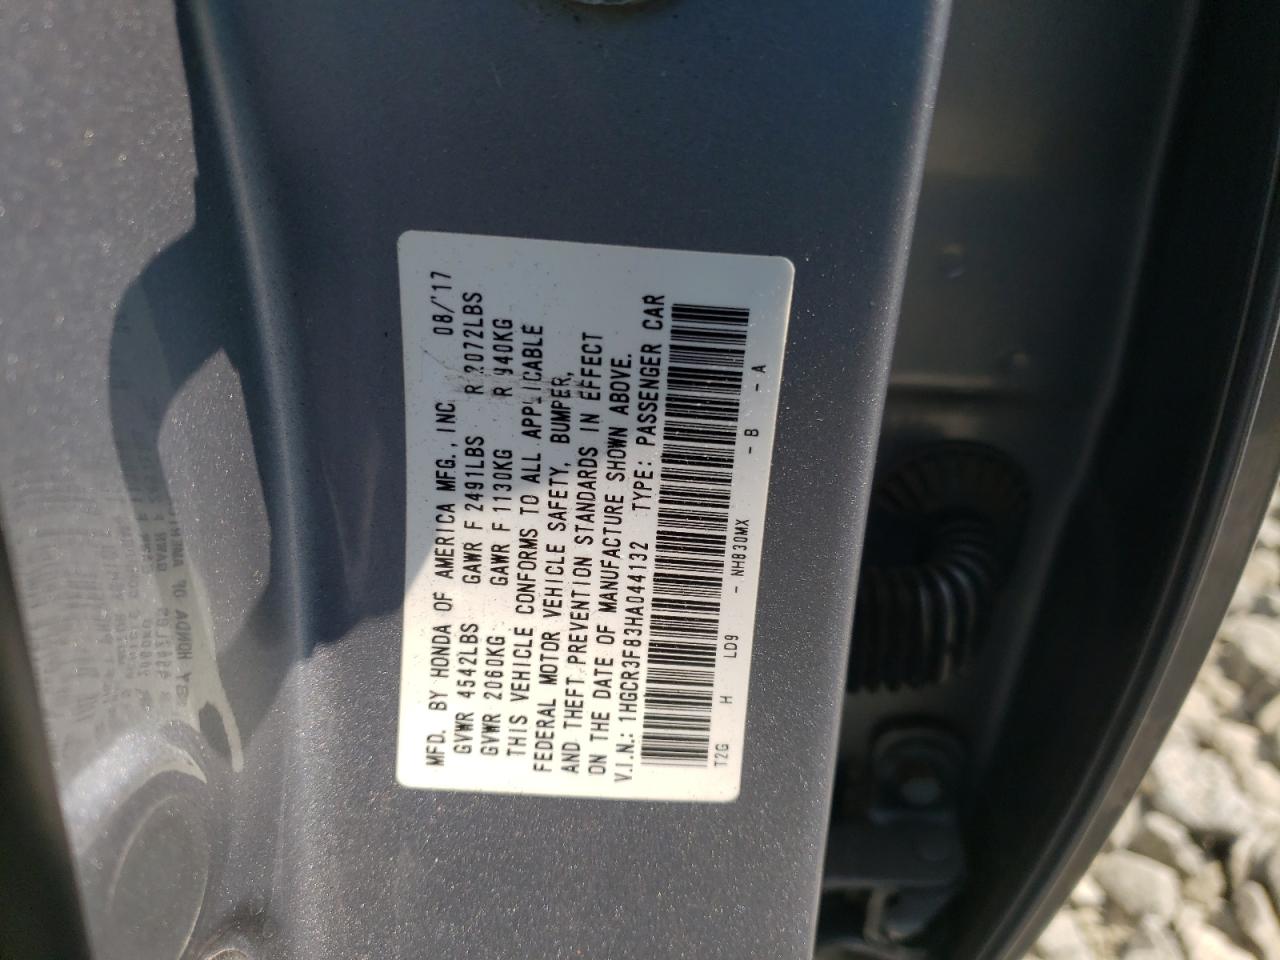 MFD. BY HONDA OF AMERICA MFG., INC. 08/'17
GVWR 4542LBS GAWR F 2491LBS R 2072LBS
GVWR 2060KG GAWR F 1130KG R 940KG
THIS VEHICLE CONFORMS TO ALL APPLICABLE
FEDERAL MOTOR VEHICLE SAFETY, BUMPER,
AND THEFT PREVENTION STANDARDS IN EFFECT
ON THE DATE OF MANUFACTURE SHOWN ABOVE.
V.I.N.: 1HGCR3F83HA044132 TYPE: PASSENGER CAR
T2G H LD9 - NH830MX - B - A